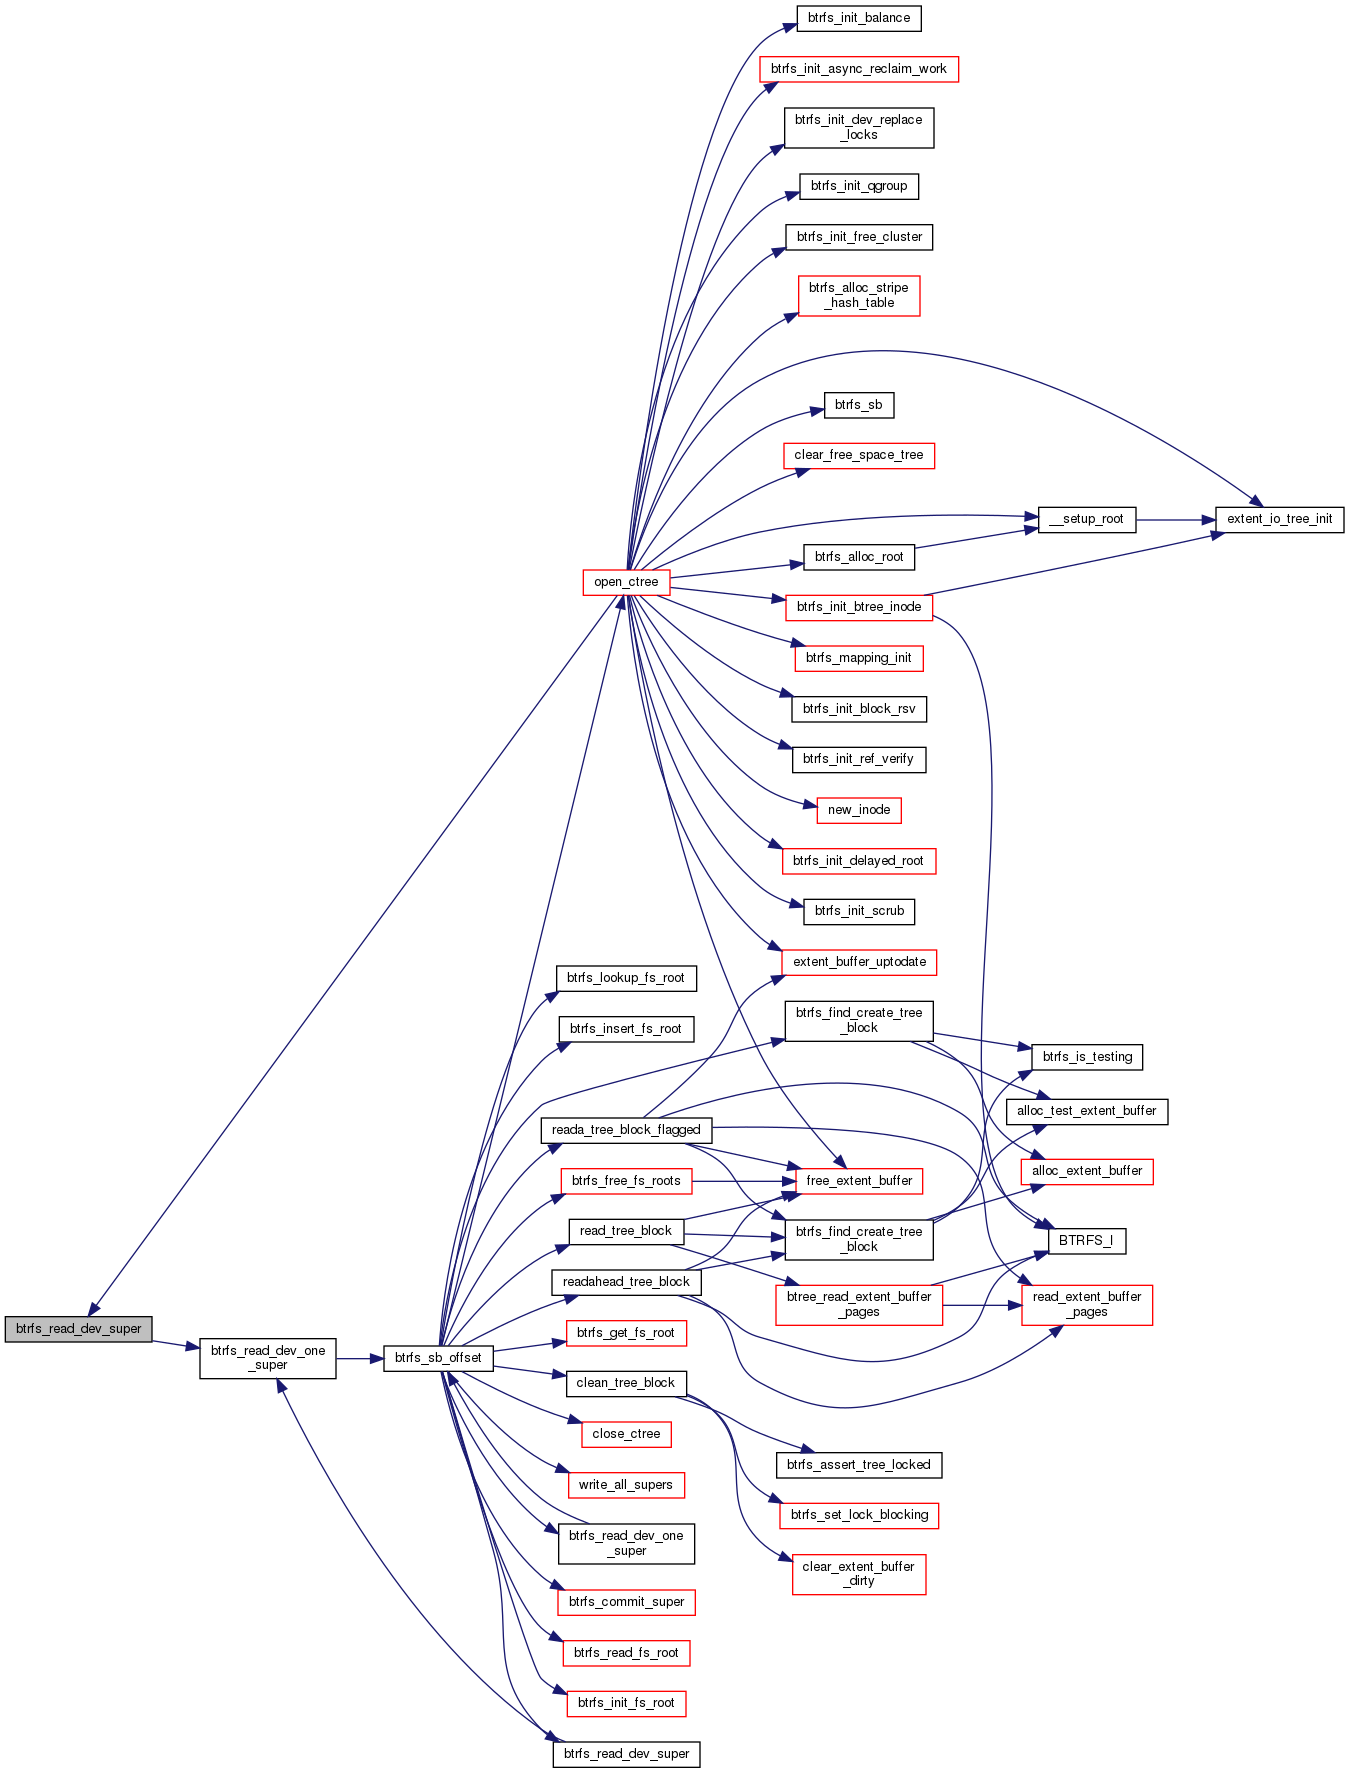 btrfs_init_balance
btrfs_init_async_reclaim_work
btrfs_init_dev_replace
_locks
btrfs_init_qgroup
btrfs_init_free_cluster
btrfs_alloc_stripe
_hash_table
btrfs_sb
clear_free_space_tree
__setup_root
extent_io_tree_init
btrfs_alloc_root
open_ctree
btrfs_init_btree_inode
btrfs_mapping_init
btrfs_init_block_rsv
btrfs_init_ref_verify
new_inode
btrfs_init_delayed_root
btrfs_init_scrub
extent_buffer_uptodate
btrfs_lookup_fs_root
btrfs_find_create_tree
_block
btrfs_insert_fs_root
btrfs_is_testing
alloc_test_extent_buffer
reada_tree_block_flagged
alloc_extent_buffer
btrfs_free_fs_roots
free_extent_buffer
read_tree_block
btrfs_find_create_tree
_block
BTRFS_I
readahead_tree_block
btree_read_extent_buffer
_pages
read_extent_buffer
_pages
btrfs_read_dev_super
btrfs_get_fs_root
btrfs_read_dev_one
_super
btrfs_sb_offset
clean_tree_block
close_ctree
btrfs_assert_tree_locked
write_all_supers
btrfs_set_lock_blocking
btrfs_read_dev_one
_super
clear_extent_buffer
_dirty
btrfs_commit_super
btrfs_read_fs_root
btrfs_init_fs_root
btrfs_read_dev_super